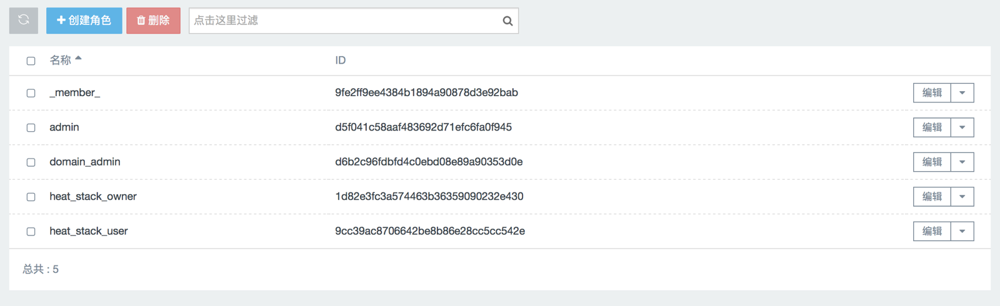 创建角色 删除 点击这里过滤
名称 ID
_member_ 9fe2ff9ee4384b1894a90878d3e92bab 编辑
admin d5f041c58aaf483692d71efc6fa0f945 编辑
domain_admin d6b2c96fdbfd4c0ebd08e89a90353d0e 编辑
heat_stack_owner 1d82e3fc3a574463b36359090232e430 编辑
heat_stack_user 9cc39ac8706642be8b86e28cc5cc542e 编辑
总共 : 5